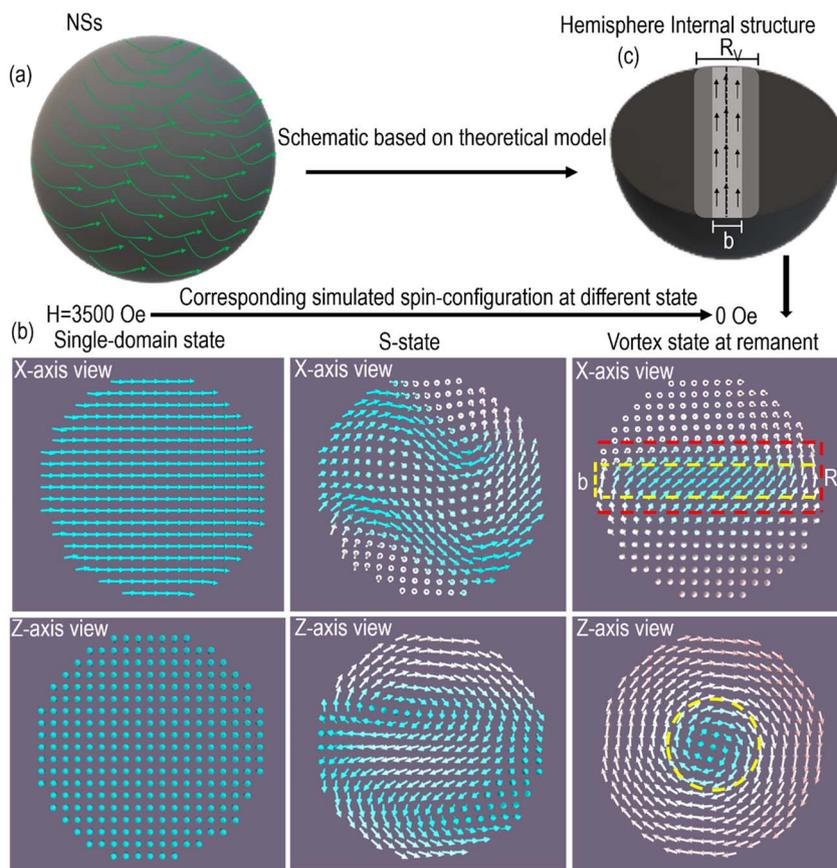 NSs
Hemisphere Internal structure
(a)
(c)
R_V
Schematic based on theoretical model
b
H=3500 Oe
Corresponding simulated spin-configuration at different state
0 Oe
(b)
Single-domain state
S-state
Vortex state at remanent
X-axis view
X-axis view
X-axis view
b
R
Z-axis view
Z-axis view
Z-axis view